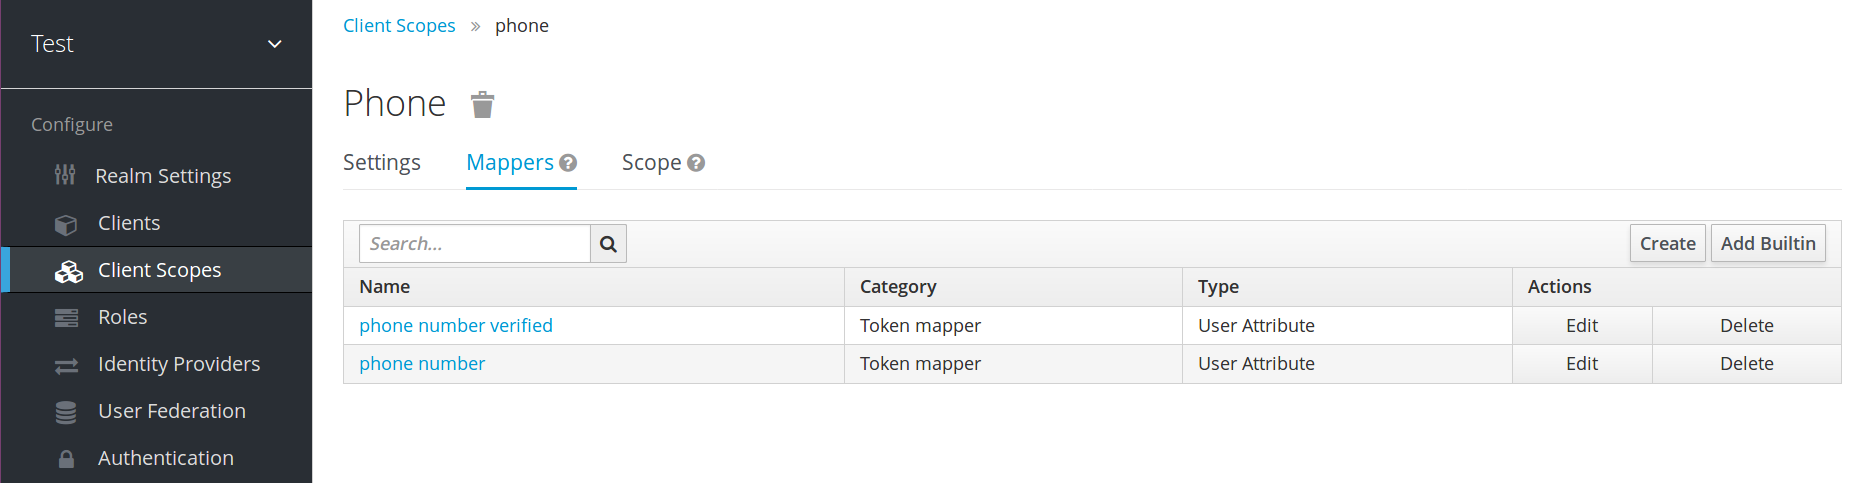 Test
Configure
Realm Settings
Clients
Client Scopes
Roles
Identity Providers
User Federation
Authentication
Client Scopes » phone
Phone
Settings Mappers ? Scope ?
Search... Create Add Builtin
Name Category Type Actions
phone number verified Token mapper User Attribute Edit Delete
phone number Token mapper User Attribute Edit Delete